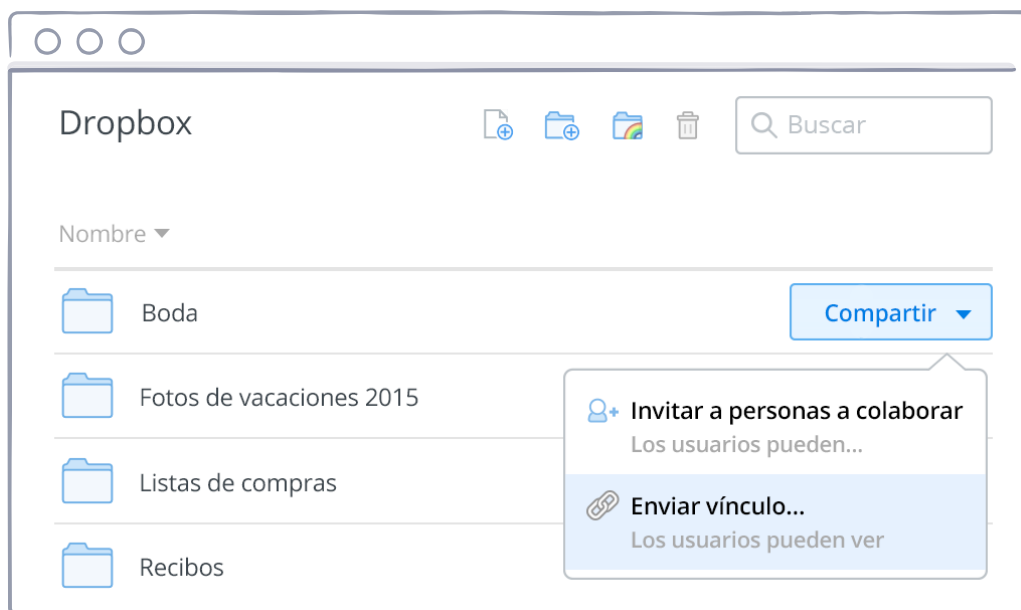 Dropbox
Buscar
Nombre
Boda
Compartir
Fotos de vacaciones 2015
Invitar a personas a colaborar
Los usuarios pueden...
Listas de compras
Enviar vínculo...
Los usuarios pueden ver
Recibos